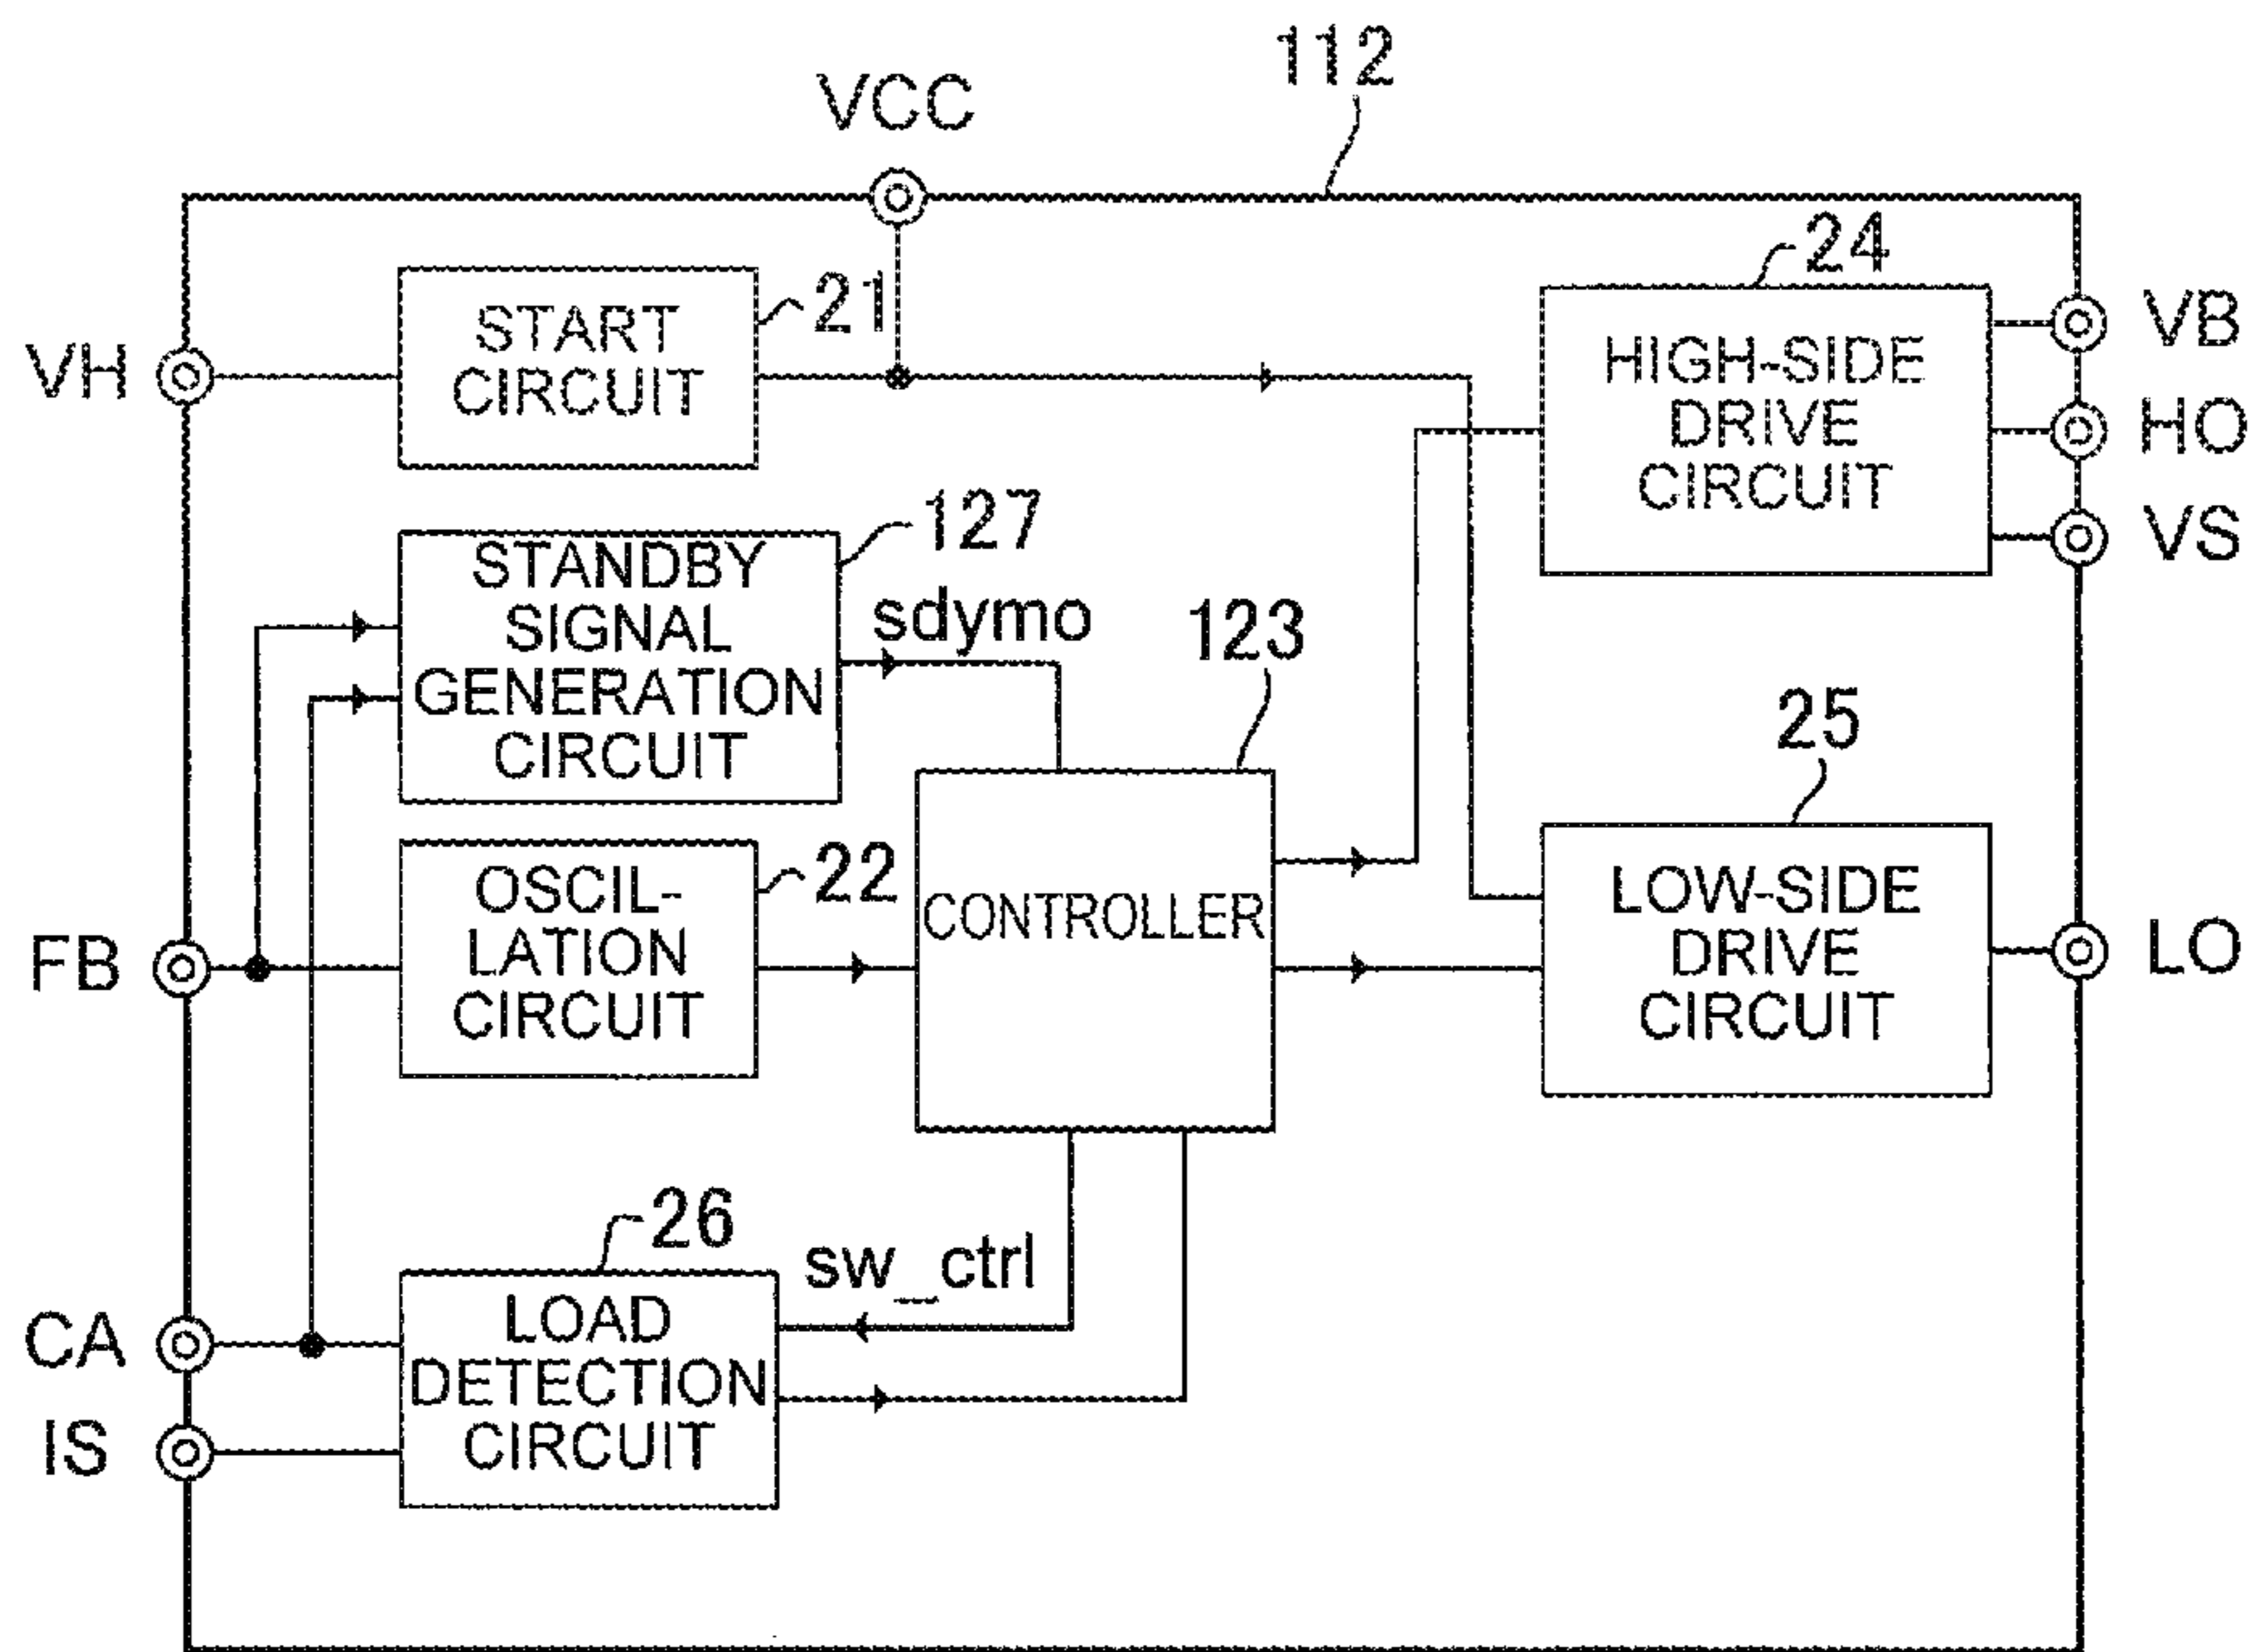 112
VCC
24
21
START
CIRCUIT
VH
HIGH-SIDE
DRIVE
CIRCUIT
VB
HO
VS
127
STANDBY
SIGNAL
GENERATION
CIRCUIT
sdymo
123
25
22
OSCIL-
LATION
CIRCUIT
CONTROLLER
LOW-SIDE
DRIVE
CIRCUIT
FB
LO
26
sw_ctrl
LOAD
DETECTION
CIRCUIT
CA
IS